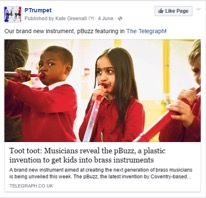 PTrumpet
Like Page
Published by Kate Greenall [?] · 4 June ·
Our brand new instrument, pBuzz featuring in The Telegraph!
Toot toot: Musicians reveal the pBuzz, a plastic
invention to get kids into brass instruments
A brand new instrument aimed at creating the next generation of brass musicians
is being unveiled this week. The pBuzz, the latest invention by Coventry-based...
TELEGRAPH.CO.UK